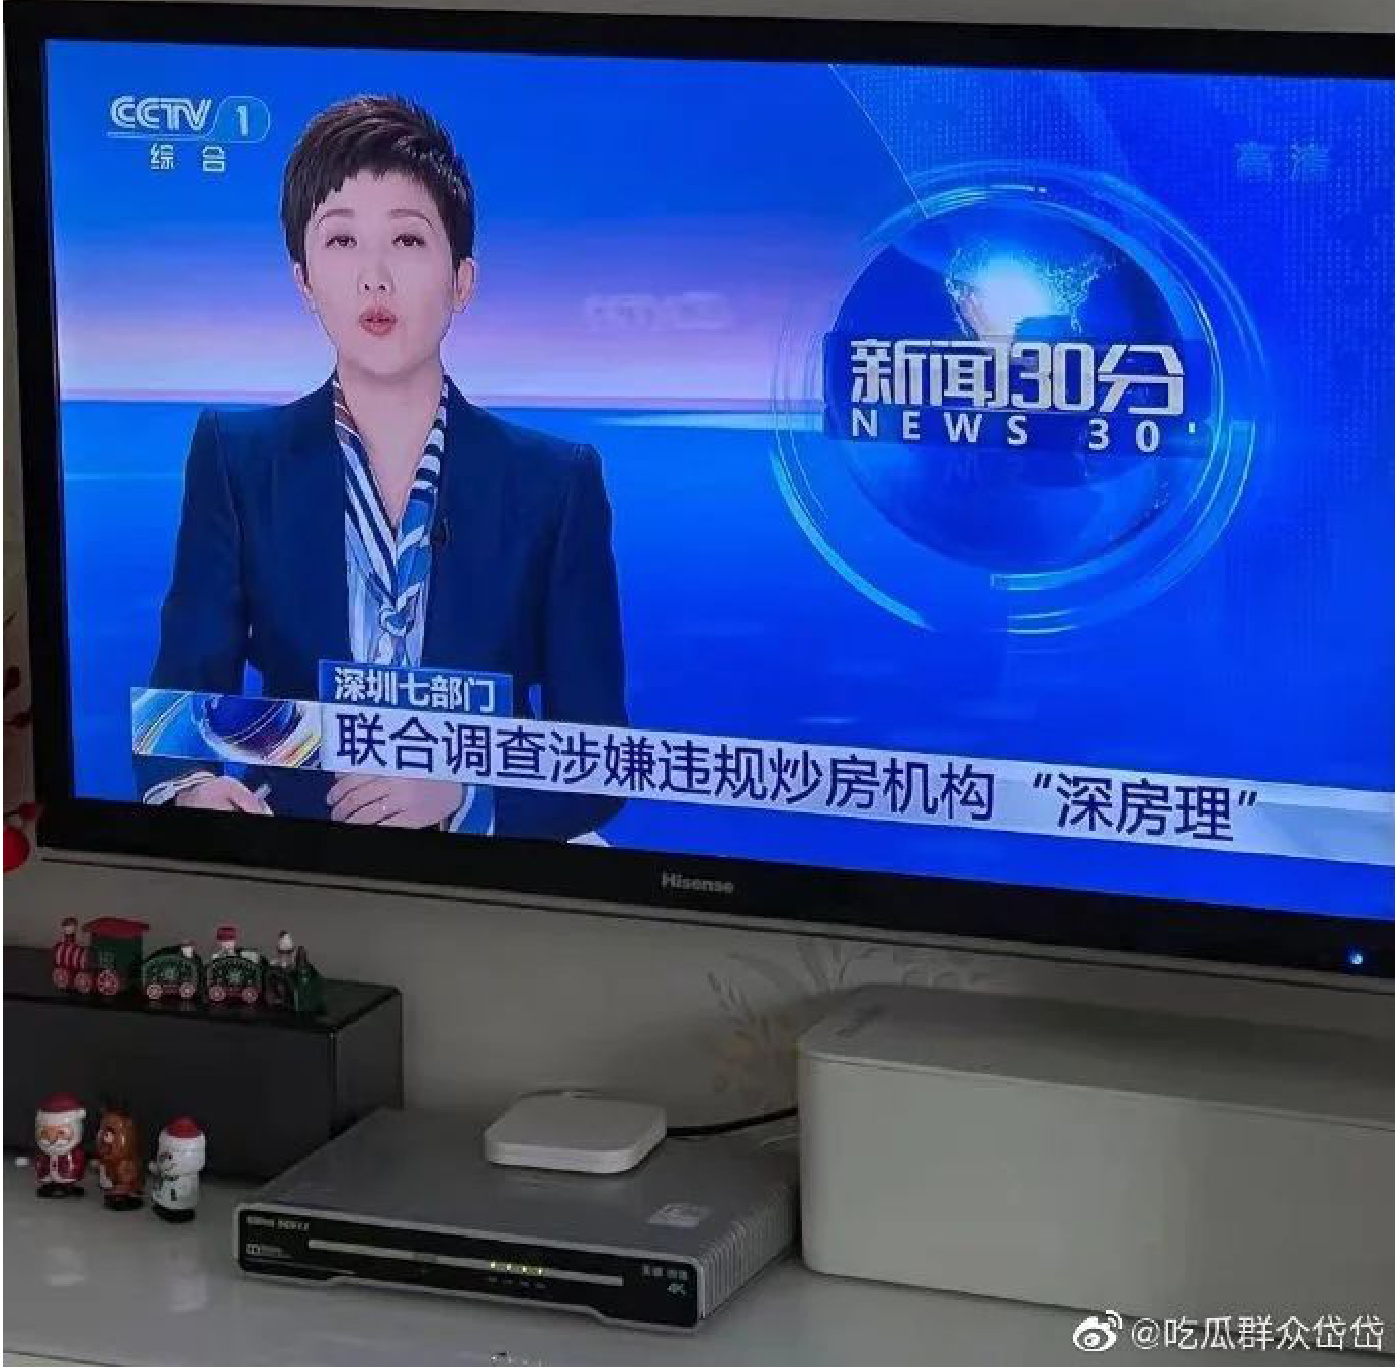 CCTV 1
综合
高清
新闻30分
NEWS 30'
深圳七部门
联合调查涉嫌违规炒房机构“深房理”
Hisense
4K
@吃瓜群众岱岱